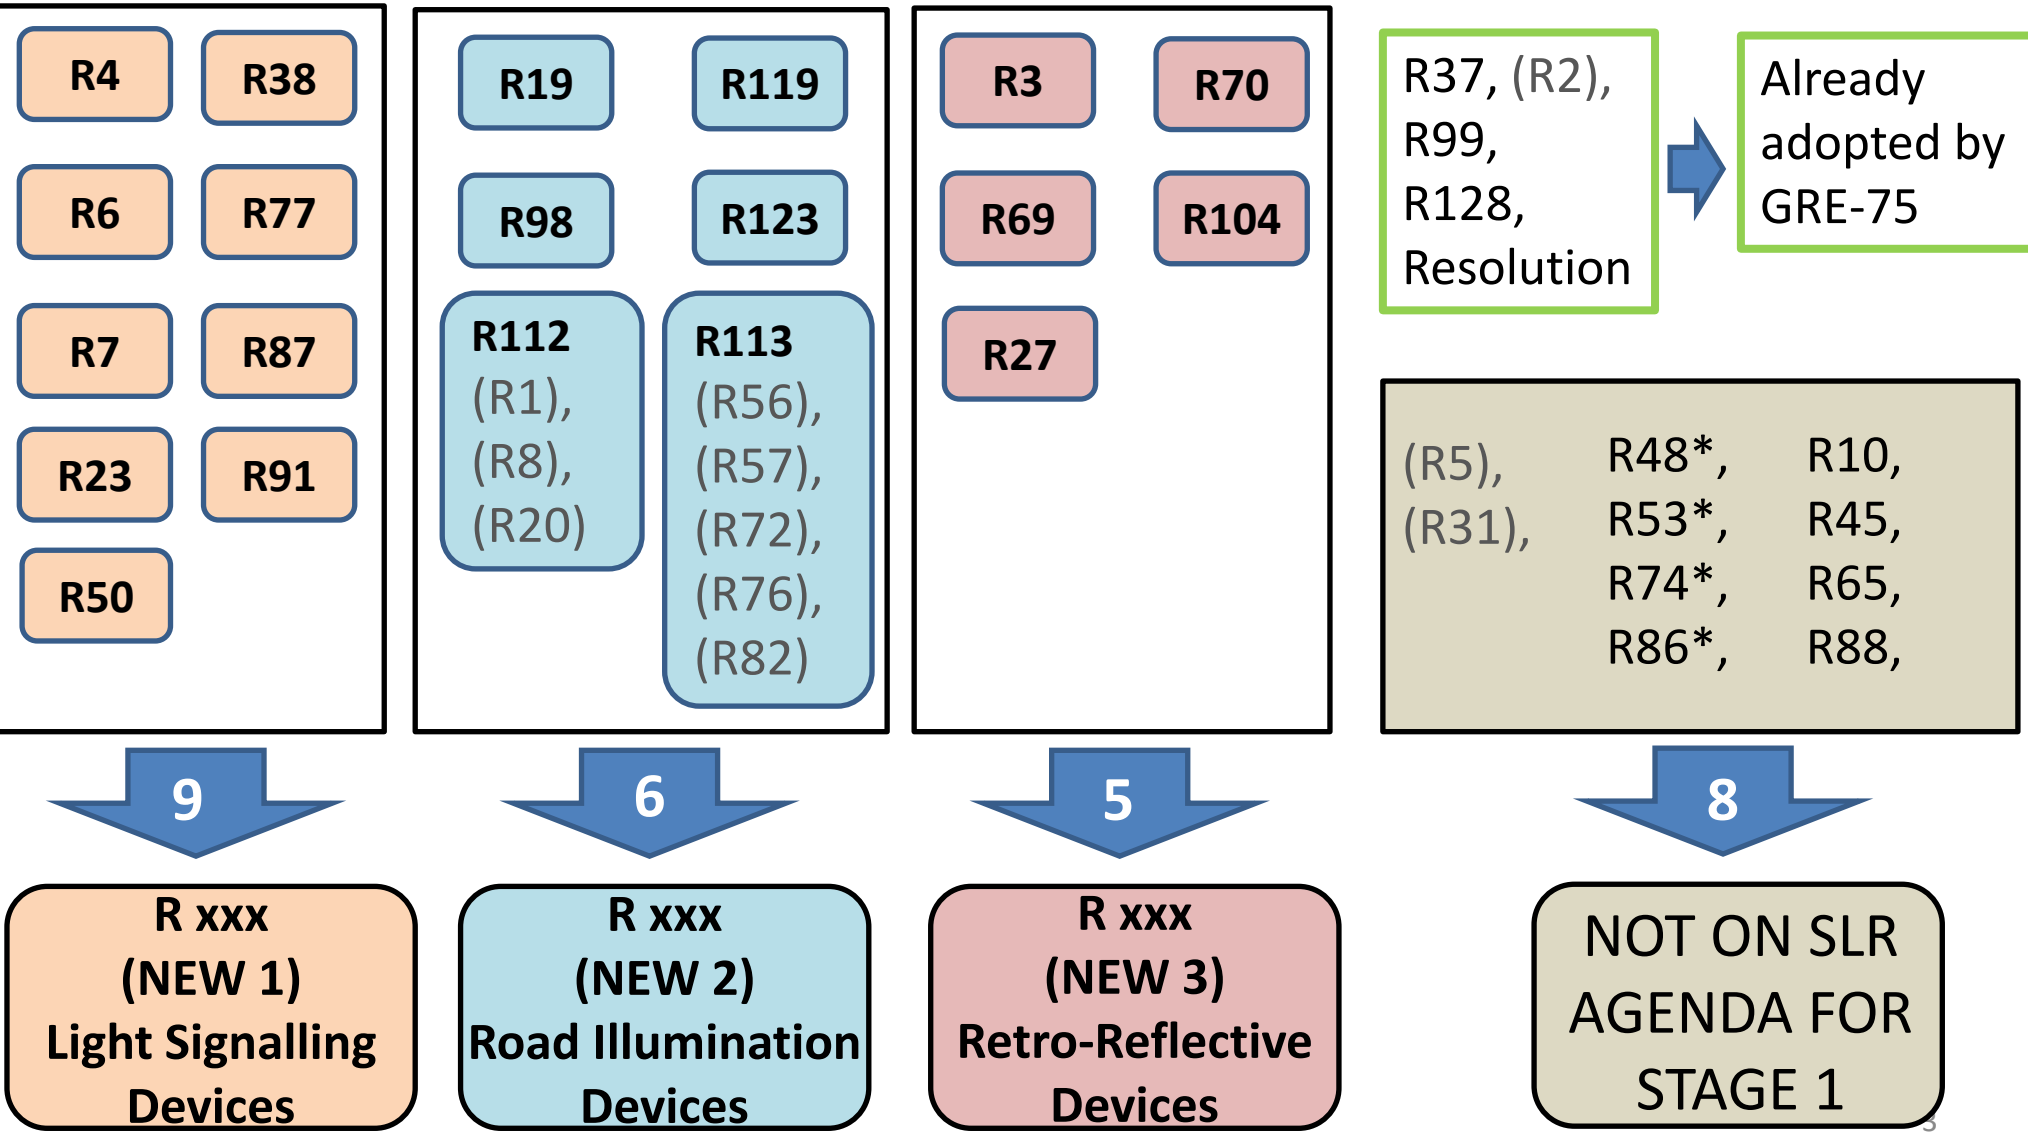 R4
R38
R6
R77
R7
R87
R23
R91
R50
9
R xxx
(NEW 1)
Light Signalling
Devices
R19
R119
R98
R123
R112
(R1),
(R8),
(R20)
R113
(R56),
(R57),
(R72),
(R76),
(R82)
6
R xxx
(NEW 2)
Road Illumination
Devices
R3
R70
R69
R104
R27
5
R xxx
(NEW 3)
Retro-Reflective
Devices
R37, (R2),
R99,
R128,
Resolution
Already
adopted by
GRE-75
(R5),
(R31),
R48*,
R53*,
R74*,
R86*,
R10,
R45,
R65,
R88,
8
NOT ON SLR
AGENDA FOR
STAGE 1
3